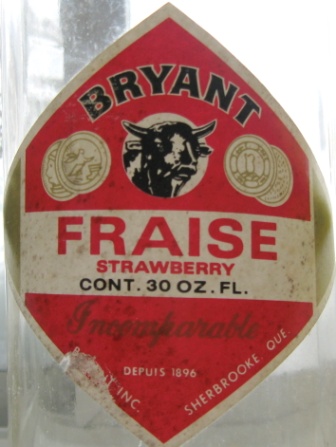 BRYANT
FRAISE
STRAWBERRY
CONT. 30 OZ. FL.
Incomparable
DEPUIS 1896
INC.
SHERBROOKE QUE.